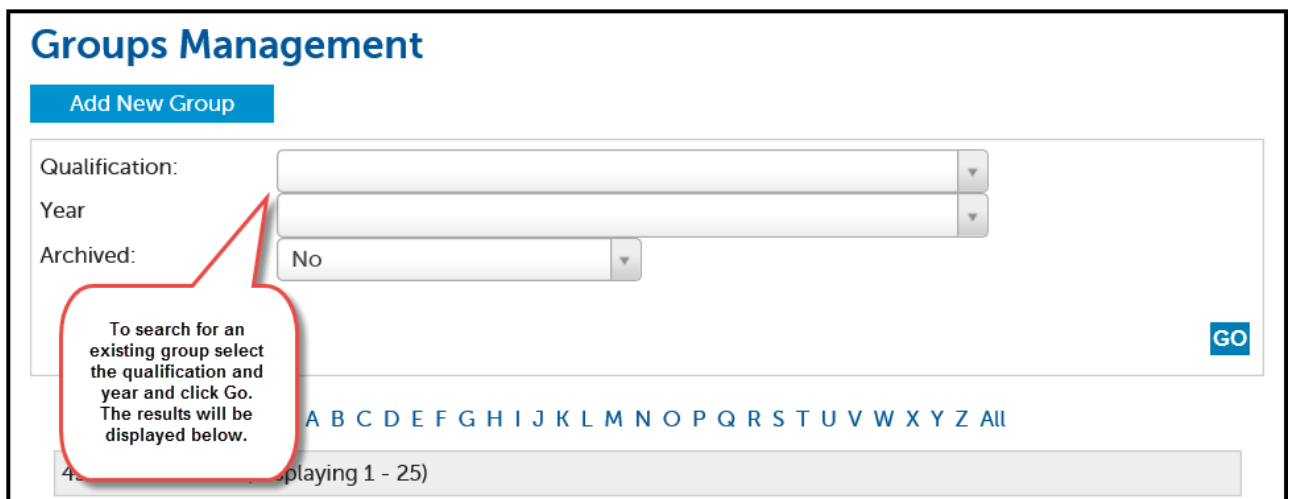 Groups Management
Add New Group
Qualification:
Year
Archived:
No
To search for an
existing group select
the qualification and
year and click Go.
The results will be
displayed below.
GO
A B C D E F G H I J K L M N O P Q R S T U V W X Y Z All
1 - 25)